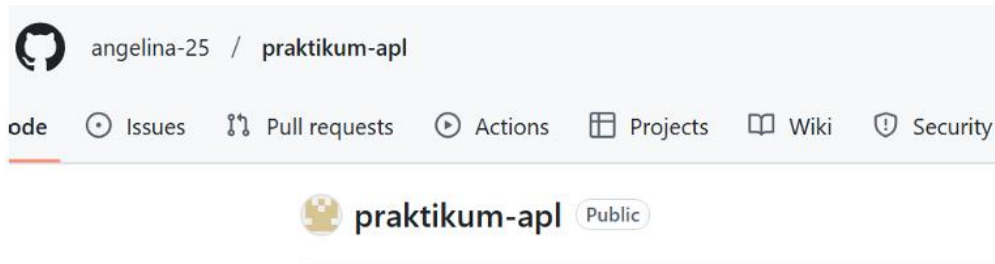 angelina-25 / praktikum-apl
ode Issues Pull requests Actions Projects Wiki Security
praktikum-apl Public